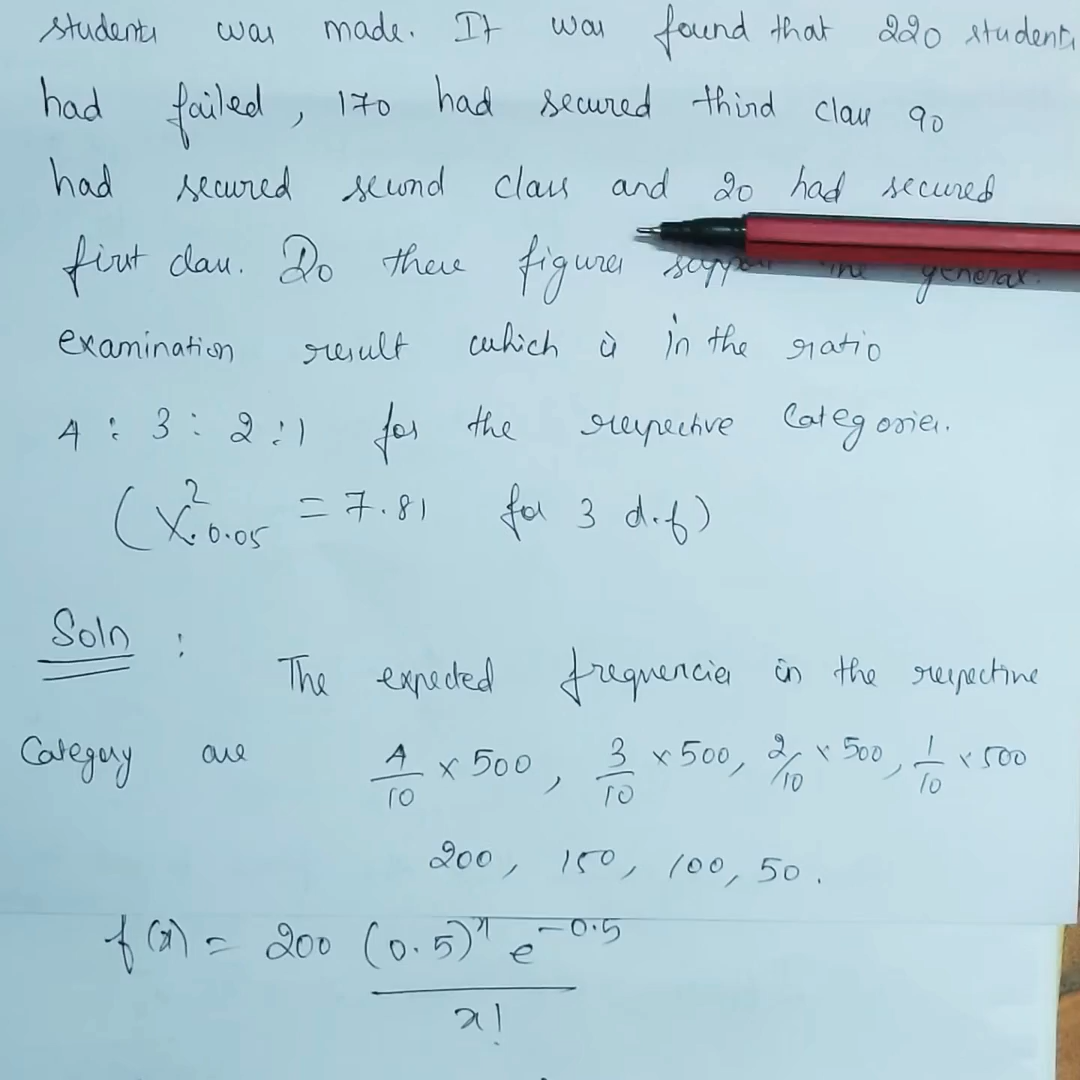 students was made. It was found that 220 students
had failed, 170 had secured third class 90
had secured second class and 20 had secured
first class. Do these figures support the general
examination result which is in the ratio
4 : 3 : 2 : 1 for the respective Categories.
(χ²0.05 = 7.81 for 3 d.f)
Soln :
The expected frequencies in the respective
Category are 4/10 × 500, 3/10 × 500, 2/10 × 500, 1/10 × 500
200, 150, 100, 50.
f(x) = 200 (0.5)^x e^-0.5 / x!